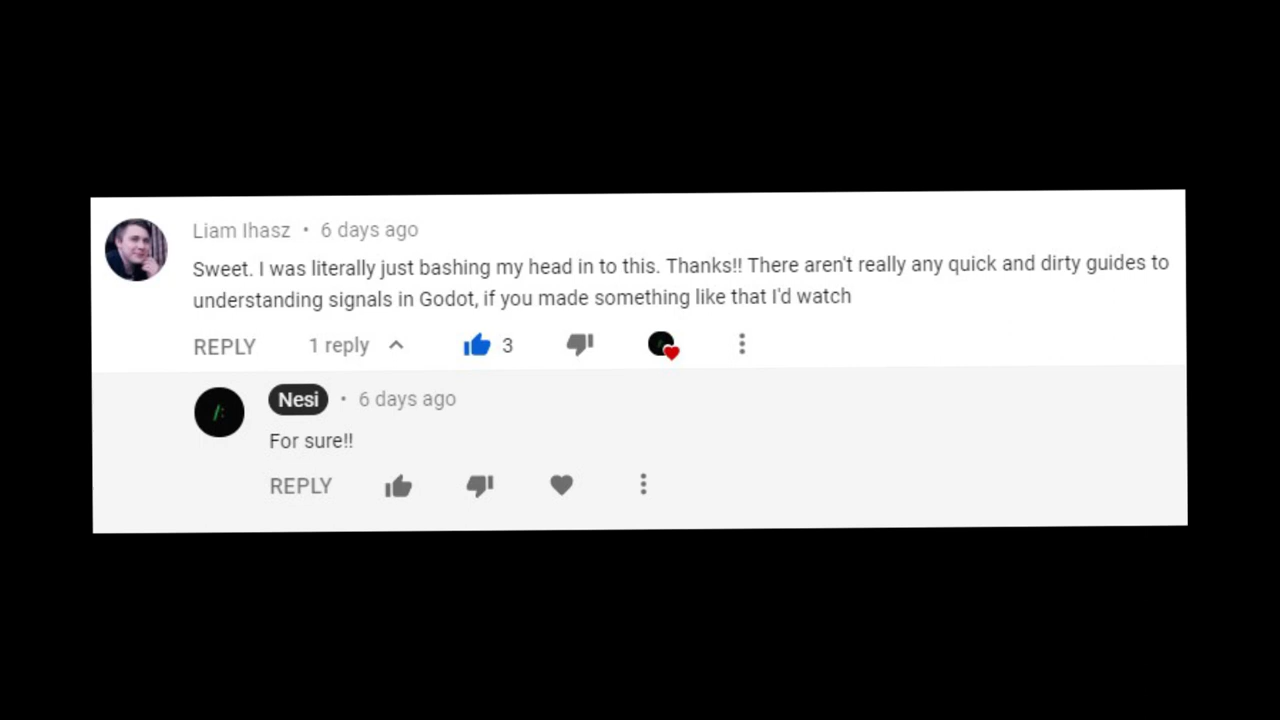 Liam Ihasz • 6 days ago
Sweet. I was literally just bashing my head in to this. Thanks!! There aren't really any quick and dirty guides to
understanding signals in Godot, if you made something like that I'd watch
REPLY 1 reply 3
/:
Nesi • 6 days ago
For sure!!
REPLY